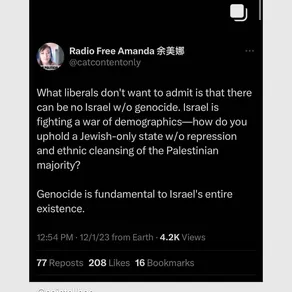 Radio Free Amanda 余美娜
@catcontentonly
What liberals don't want to admit is that there
can be no Israel w/o genocide. Israel is
fighting a war of demographics—how do you
uphold a Jewish-only state w/o repression
and ethnic cleansing of the Palestinian
majority?
Genocide is fundamental to Israel's entire
existence.
12:54 PM · 12/1/23 from Earth · 4.2K Views
77 Reposts 208 Likes 16 Bookmarks